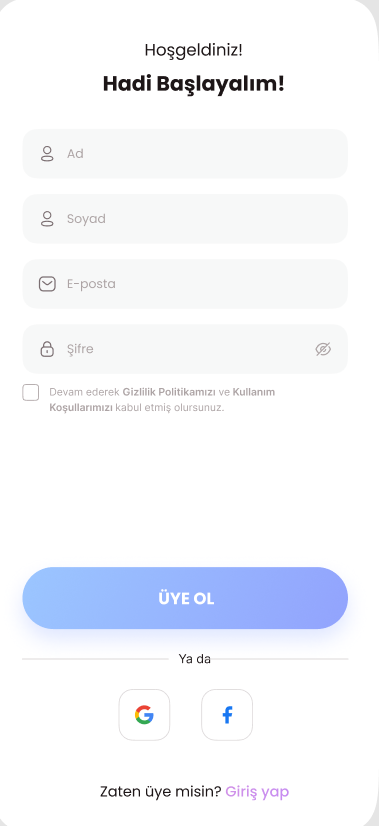 Hoşgeldiniz!
Hadi Başlayalım!
Ad
Soyad
E-posta
Şifre
Devam ederek Gizlilik Politikamızı ve Kullanım
Koşullarımızı kabul etmiş olursunuz.
ÜYE OL
Ya da
Zaten üye misin? Giriş yap